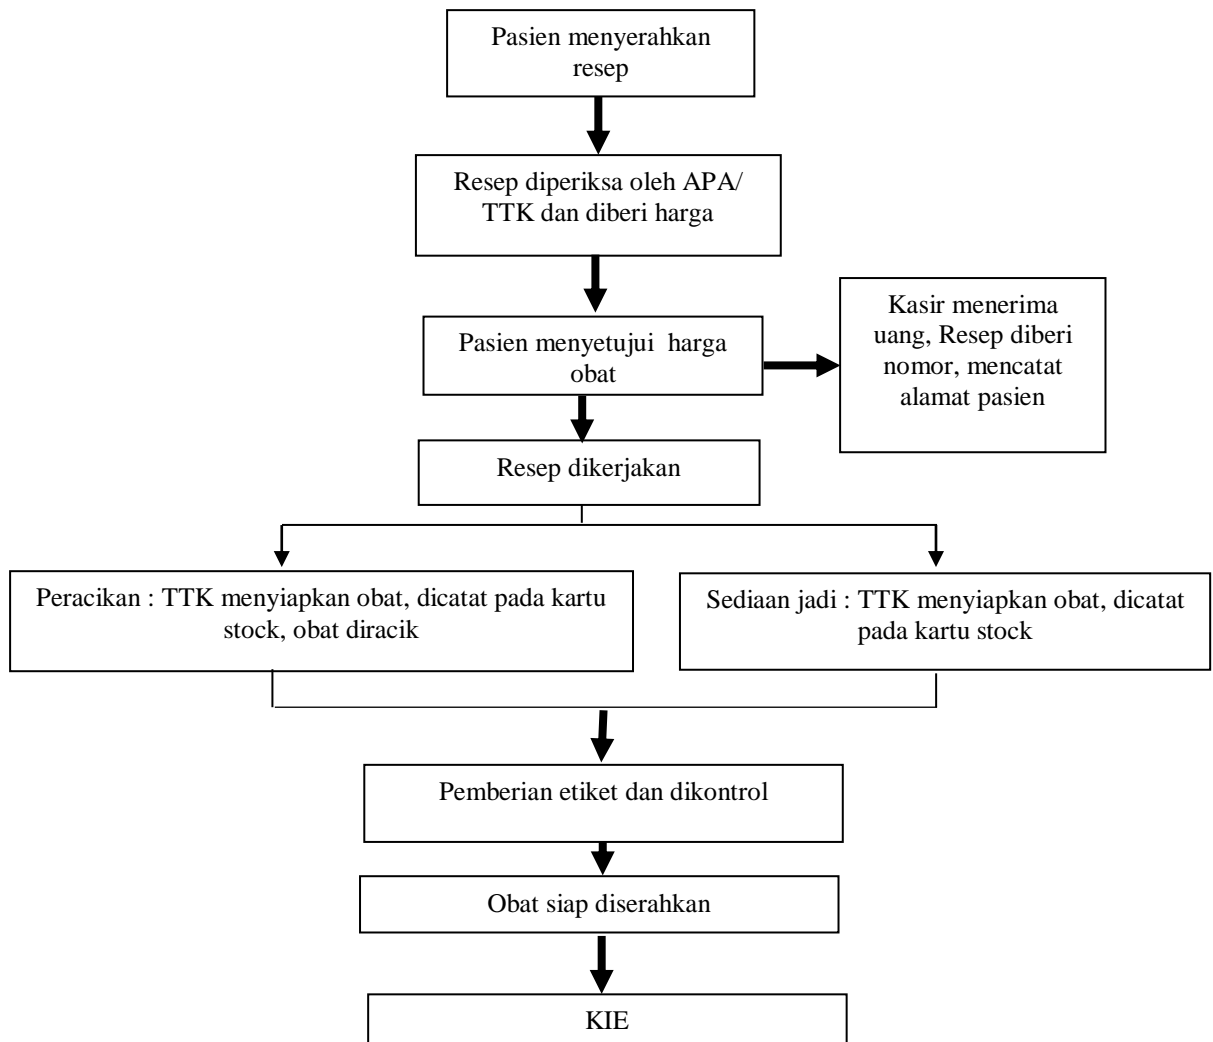 Pasien menyerahkan
resep
Resep diperiksa oleh APA/
TTK dan diberi harga
Pasien menyetujui  harga
obat
Kasir menerima
uang, Resep diberi
nomor, mencatat
alamat pasien
Resep dikerjakan
Peracikan : TTK menyiapkan obat, dicatat pada kartu
stock, obat diracik
Sediaan jadi : TTK menyiapkan obat, dicatat
pada kartu stock
Pemberian etiket dan dikontrol
Obat siap diserahkan
KIE